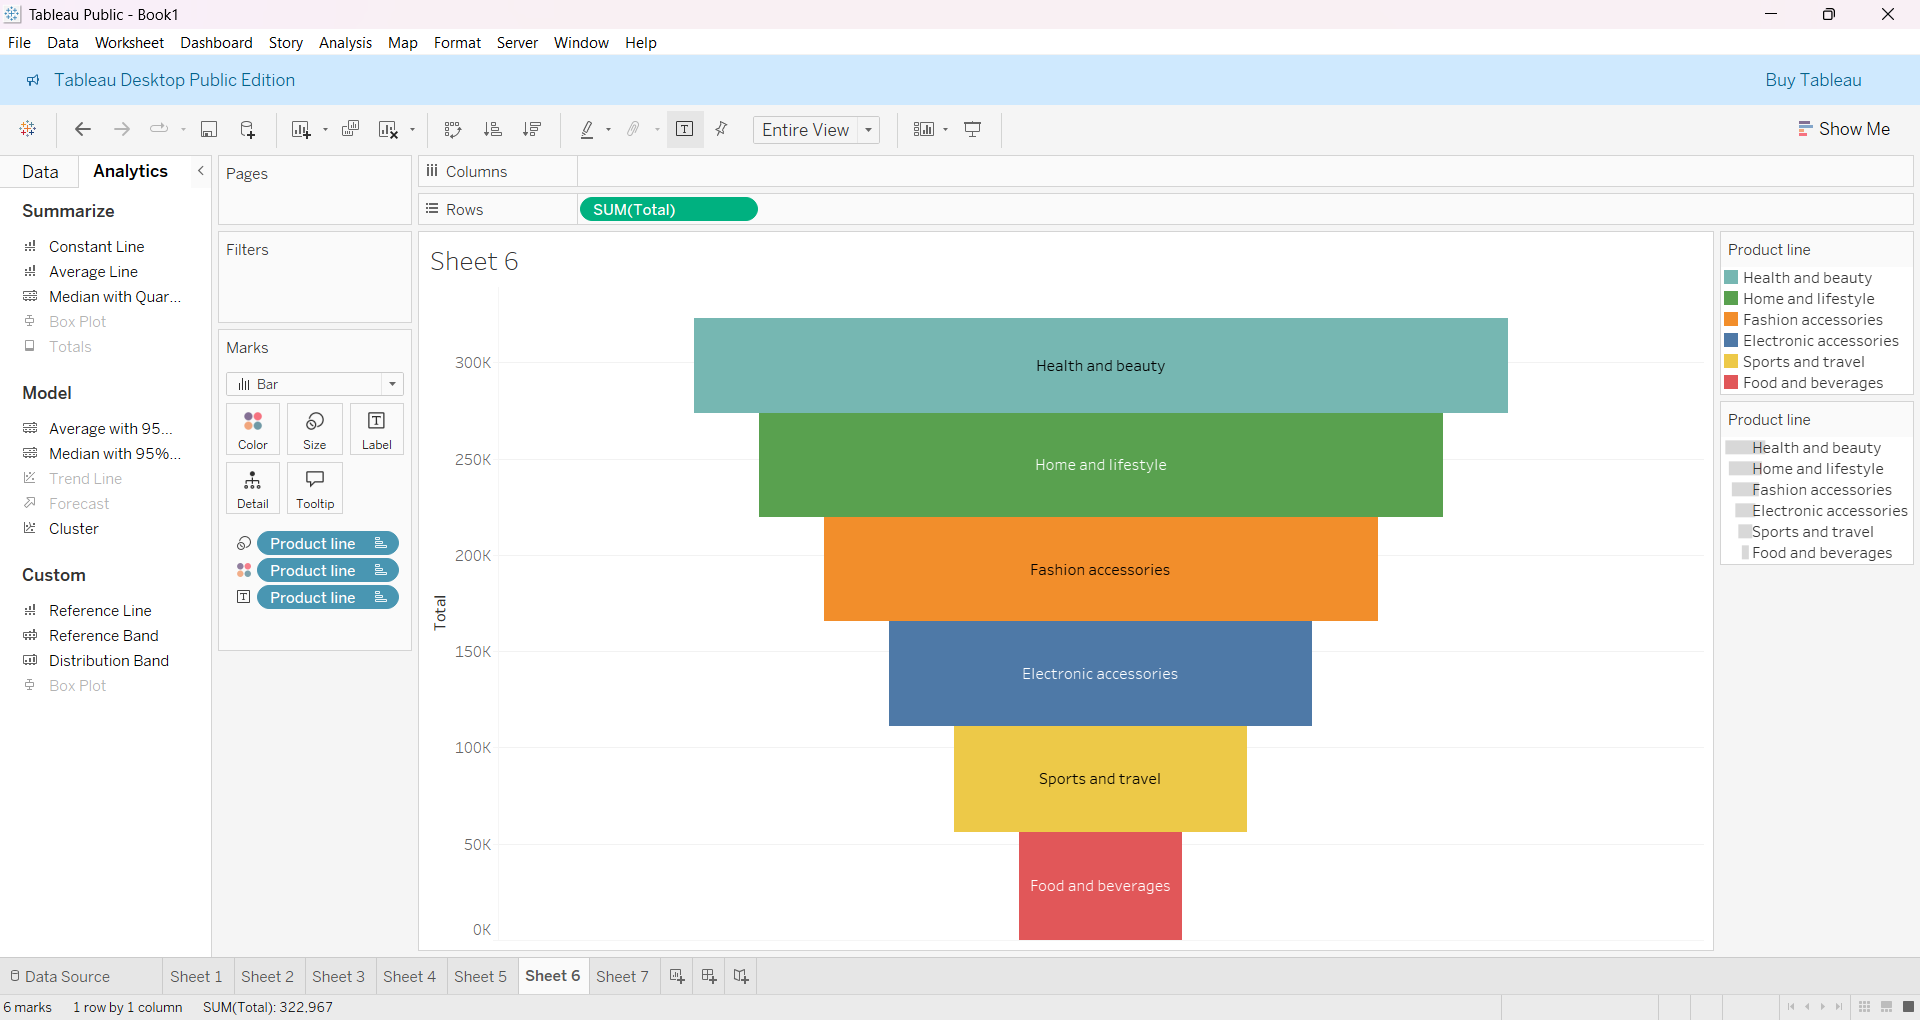 Tableau Public - Book1
File Data Worksheet Dashboard Story Analysis Map Format Server Window Help
Tableau Desktop Public Edition
Buy Tableau
Entire View
Show Me
Data
Analytics
Summarize
Constant Line
Average Line
Median with Quar...
Box Plot
Totals
Model
Average with 95...
Median with 95%...
Trend Line
Forecast
Cluster
Custom
Reference Line
Reference Band
Distribution Band
Box Plot
Pages
Filters
Marks
Bar
Color
Size
Label
Detail
Tooltip
Product line
Product line
Product line
Columns
Rows
SUM(Total)
Sheet 6
Total
300K
250K
200K
150K
100K
50K
0K
Health and beauty
Home and lifestyle
Fashion accessories
Electronic accessories
Sports and travel
Food and beverages
Product line
Health and beauty
Home and lifestyle
Fashion accessories
Electronic accessories
Sports and travel
Food and beverages
Product line
Health and beauty
Home and lifestyle
Fashion accessories
Electronic accessories
Sports and travel
Food and beverages
Data Source
Sheet 1
Sheet 2
Sheet 3
Sheet 4
Sheet 5
Sheet 6
Sheet 7
6 marks
1 row by 1 column
SUM(Total): 322,967